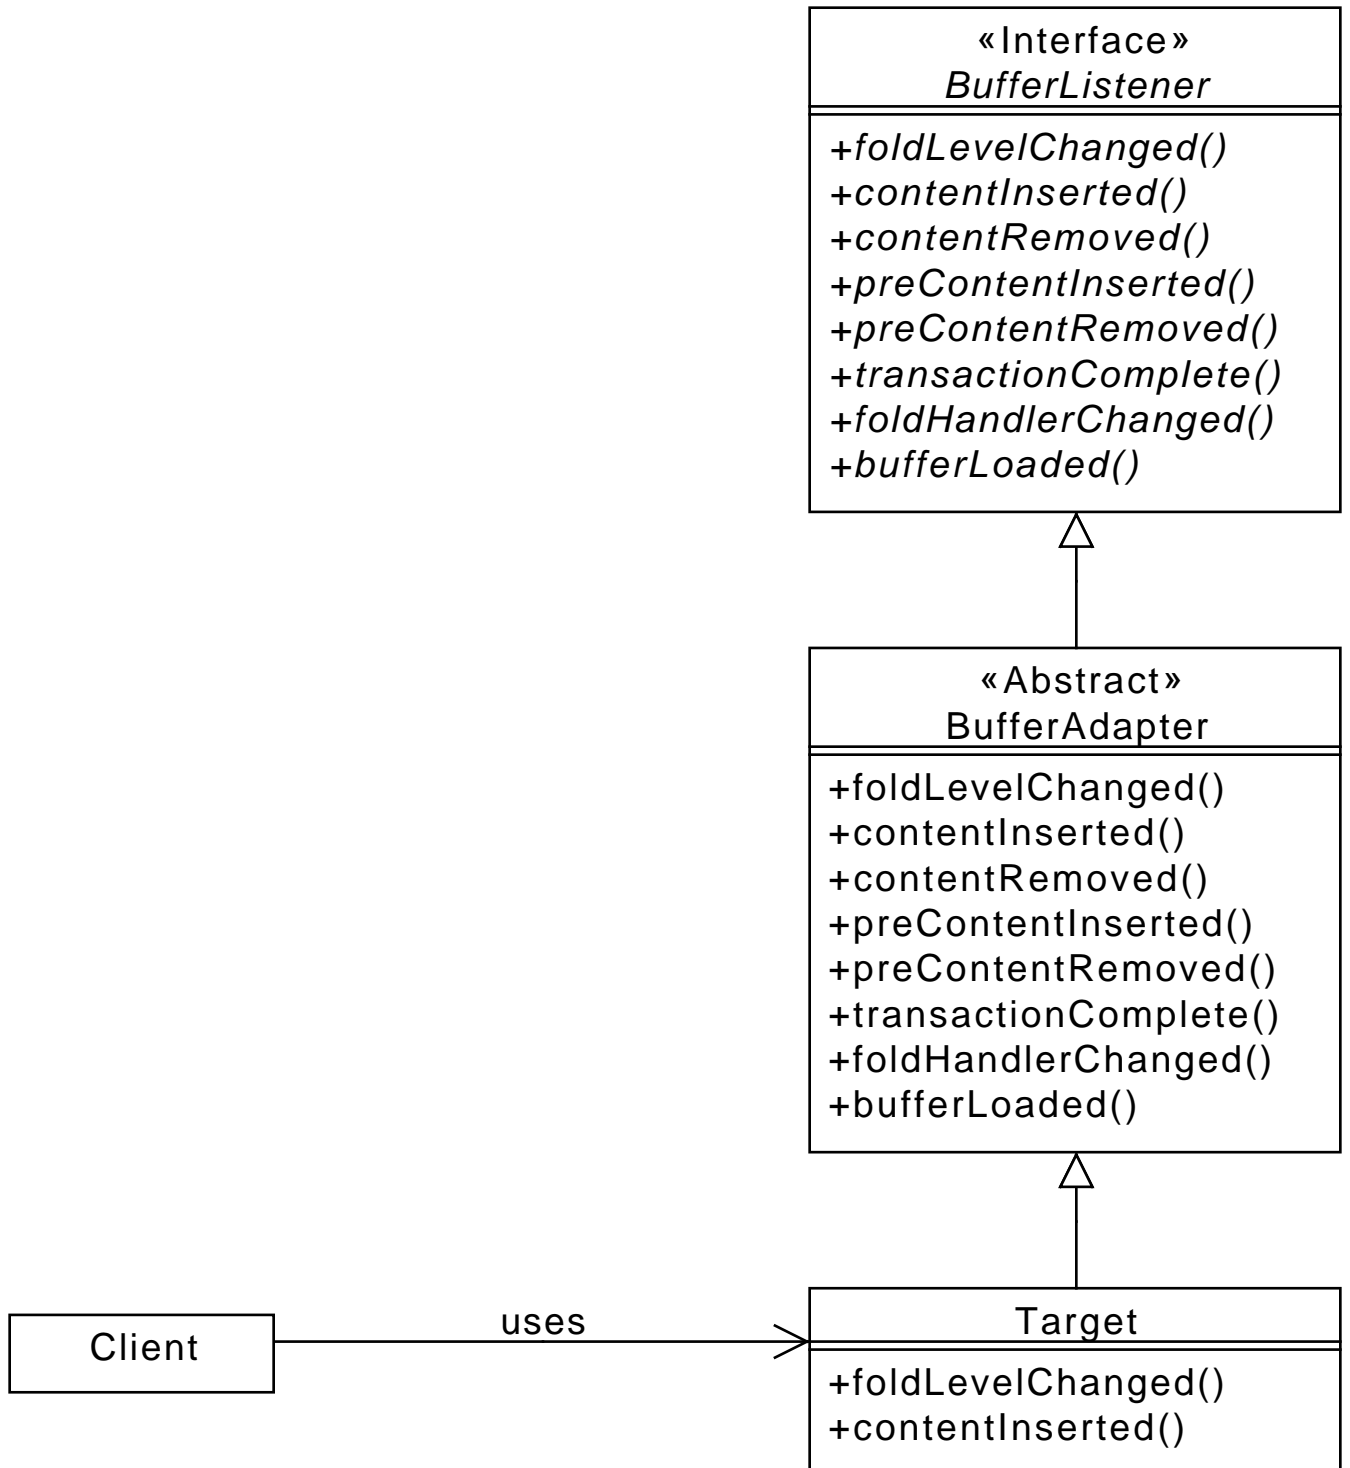 «Interface»
BufferListener
+foldLevelChanged()
+contentInserted()
+contentRemoved()
+preContentInserted()
+preContentRemoved()
+transactionComplete()
+foldHandlerChanged()
+bufferLoaded()
«Abstract»
BufferAdapter
+foldLevelChanged()
+contentInserted()
+contentRemoved()
+preContentInserted()
+preContentRemoved()
+transactionComplete()
+foldHandlerChanged()
+bufferLoaded()
Client
uses
Target
+foldLevelChanged()
+contentInserted()